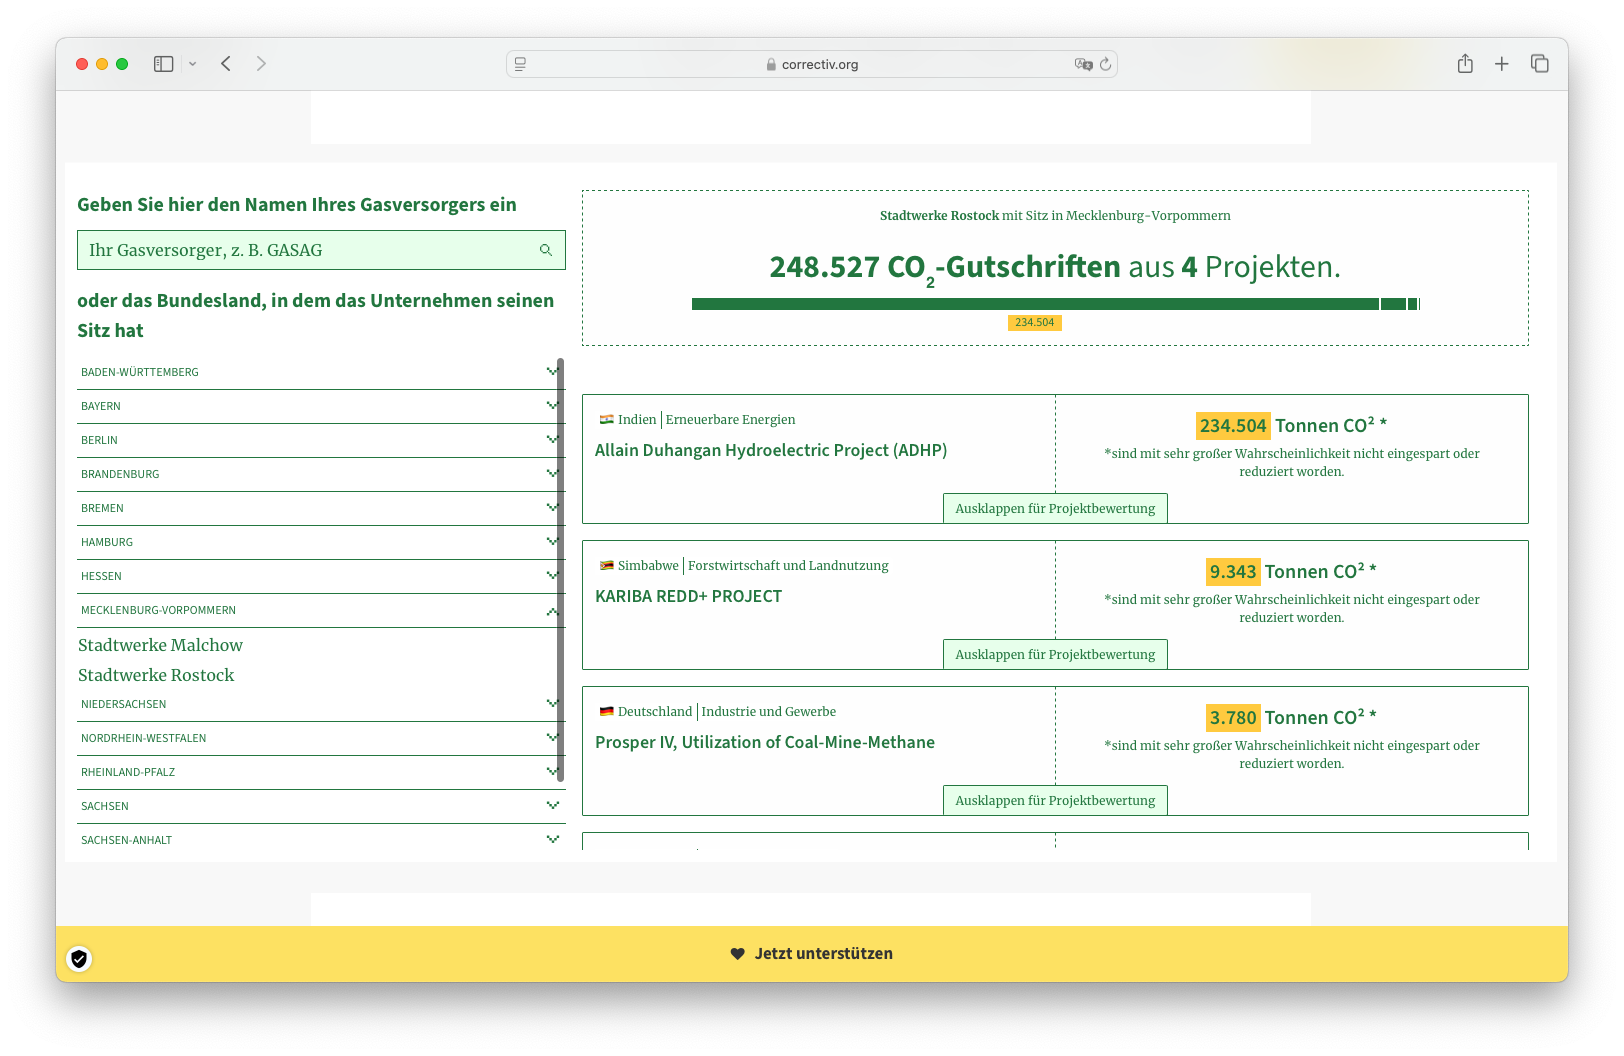 correctiv.org
Geben Sie hier den Namen Ihres Gasversorgers ein
Ihr Gasversorger, z. B. GASAG
oder das Bundesland, in dem das Unternehmen seinen
Sitz hat
BADEN-WÜRTTEMBERG
BAYERN
BERLIN
BRANDENBURG
BREMEN
HAMBURG
HESSEN
MECKLENBURG-VORPOMMERN
Stadtwerke Malchow
Stadtwerke Rostock
NIEDERSACHSEN
NORDRHEIN-WESTFALEN
RHEINLAND-PFALZ
SACHSEN
SACHSEN-ANHALT
Stadtwerke Rostock mit Sitz in Mecklenburg-Vorpommern
248.527 CO₂-Gutschriften aus 4 Projekten.
234.504
Indien | Erneuerbare Energien
Allain Duhangan Hydroelectric Project (ADHP)
234.504 Tonnen CO² *
*sind mit sehr großer Wahrscheinlichkeit nicht eingespart oder
reduziert worden.
Ausklappen für Projektbewertung
Simbabwe | Forstwirtschaft und Landnutzung
KARIBA REDD+ PROJECT
9.343 Tonnen CO² *
*sind mit sehr großer Wahrscheinlichkeit nicht eingespart oder
reduziert worden.
Ausklappen für Projektbewertung
Deutschland | Industrie und Gewerbe
Prosper IV, Utilization of Coal-Mine-Methane
3.780 Tonnen CO² *
*sind mit sehr großer Wahrscheinlichkeit nicht eingespart oder
reduziert worden.
Ausklappen für Projektbewertung
Jetzt unterstützen